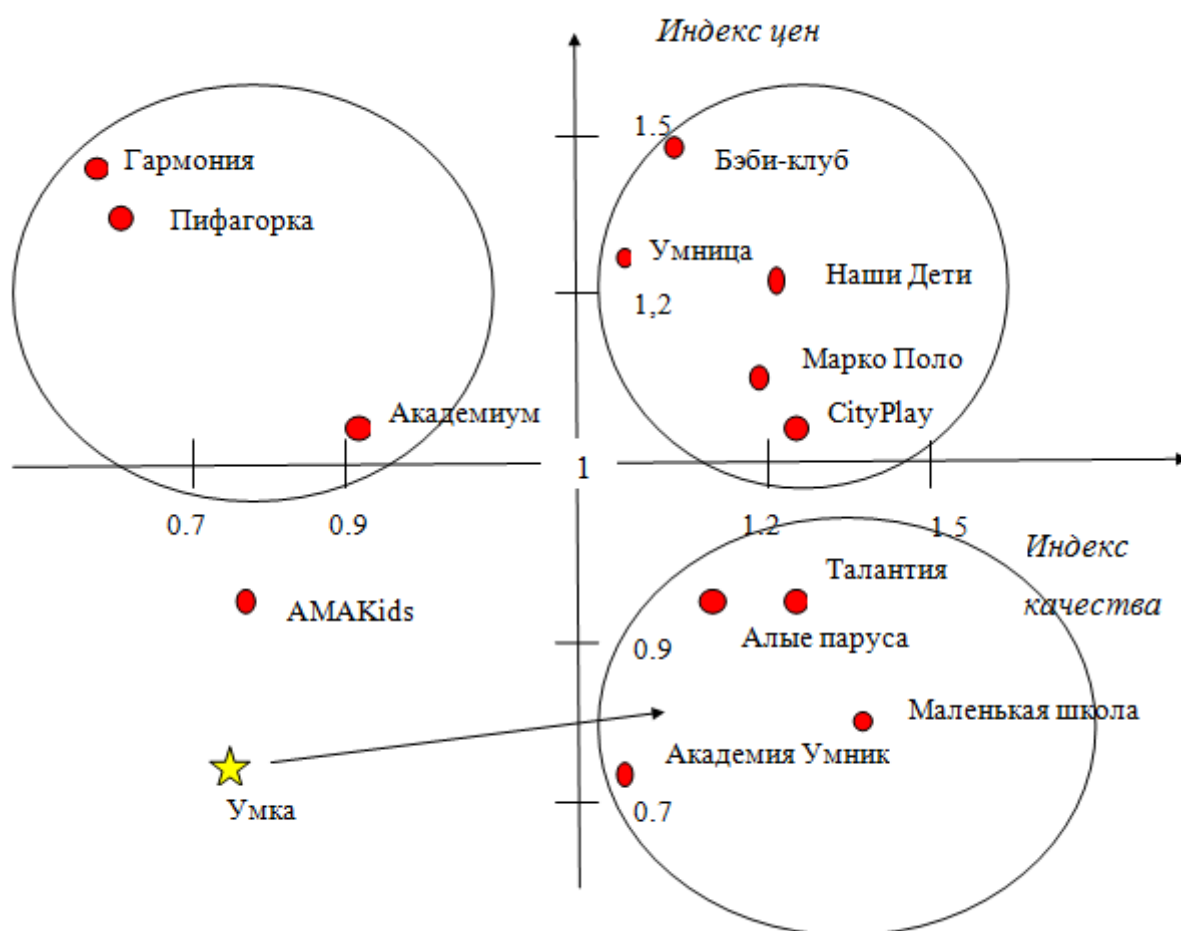 Индекс цен
1.5
Гармония
Бэби-клуб
Пифагорка
Умница
Наши Дети
1,2
Марко Поло
Академиум
CityPlay
1
0.7
0.9
1.2
1.5
Индекс
качества
Талантия
AMAKids
Алые паруса
0.9
Маленькая школа
Академия Умник
Умка
0.7